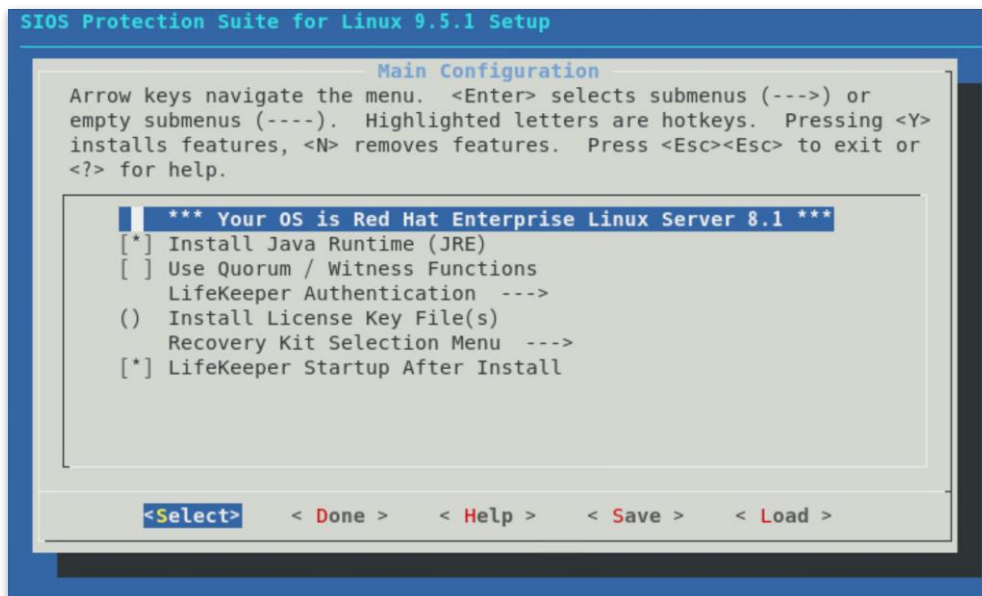 SIOS Protection Suite for Linux 9.5.1 Setup
Main Configuration
Arrow keys navigate the menu.  <Enter> selects submenus (--->) or
empty submenus (----).  Highlighted letters are hotkeys.  Pressing <Y>
installs features, <N> removes features.  Press <Esc><Esc> to exit or
<?> for help.
*** Your OS is Red Hat Enterprise Linux Server 8.1 ***
[*] Install Java Runtime (JRE)
[ ] Use Quorum / Witness Functions
LifeKeeper Authentication  --->
()  Install License Key File(s)
Recovery Kit Selection Menu  --->
[*] LifeKeeper Startup After Install
<Select>    < Done >    < Help >    < Save >    < Load >